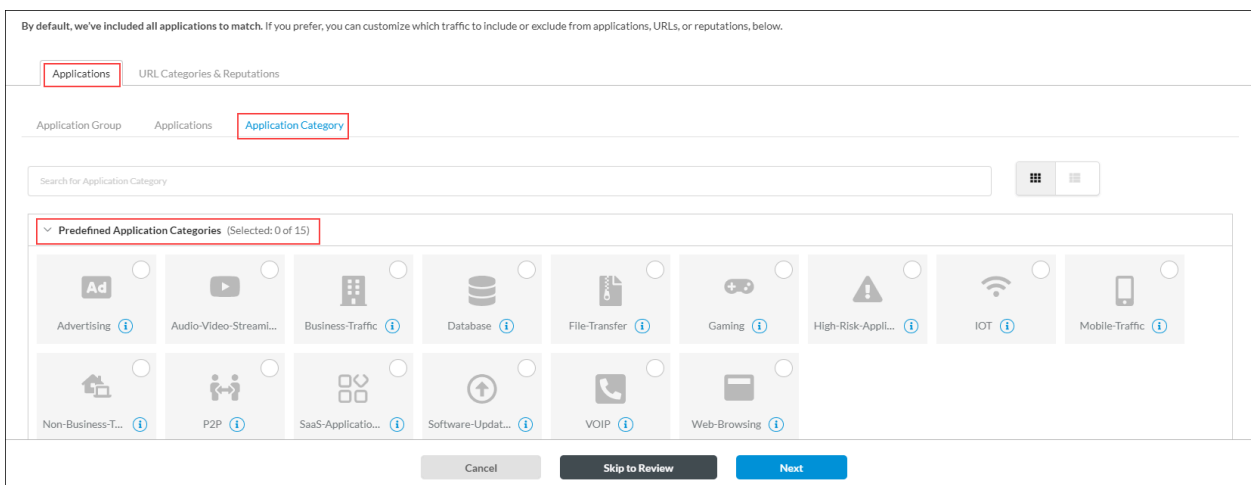 By default, we've included all applications to match. If you prefer, you can customize which traffic to include or exclude from applications, URLs, or reputations, below.
Applications URL Categories & Reputations
Application Group Applications Application Category
Search for Application Category
Predefined Application Categories (Selected: 0 of 15)
Ad
Advertising Audio-Video-Streami... Business-Traffic Database File-Transfer Gaming High-Risk-Appli... IOT Mobile-Traffic
Non-Business-T... P2P SaaS-Applicatio... Software-Updat... VOIP Web-Browsing
Cancel Skip to Review Next